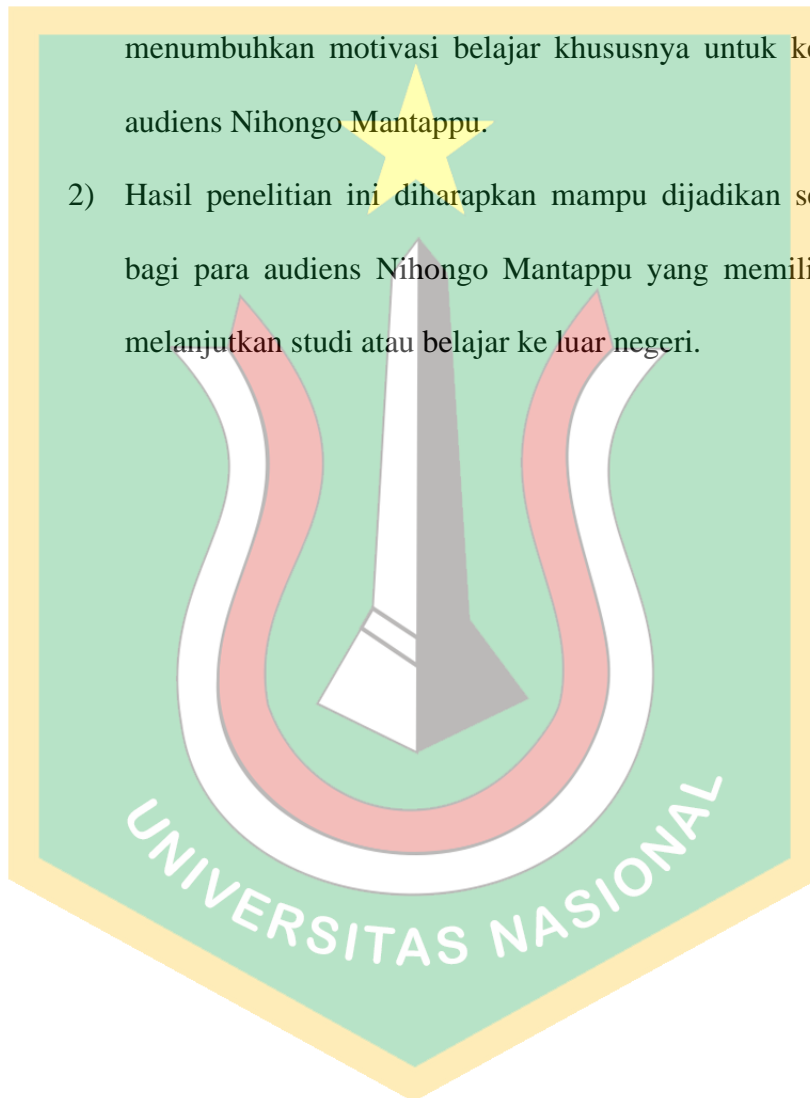 menumbuhkan motivasi belajar khususnya untuk
audiens Nihongo Mantappu.
2) Hasil penelitian ini diharapkan mampu dijadikan
bagi para audiens Nihongo Mantappu yang
melanjutkan studi atau belajar ke luar negeri.
UNIVERSITAS NASIONAL